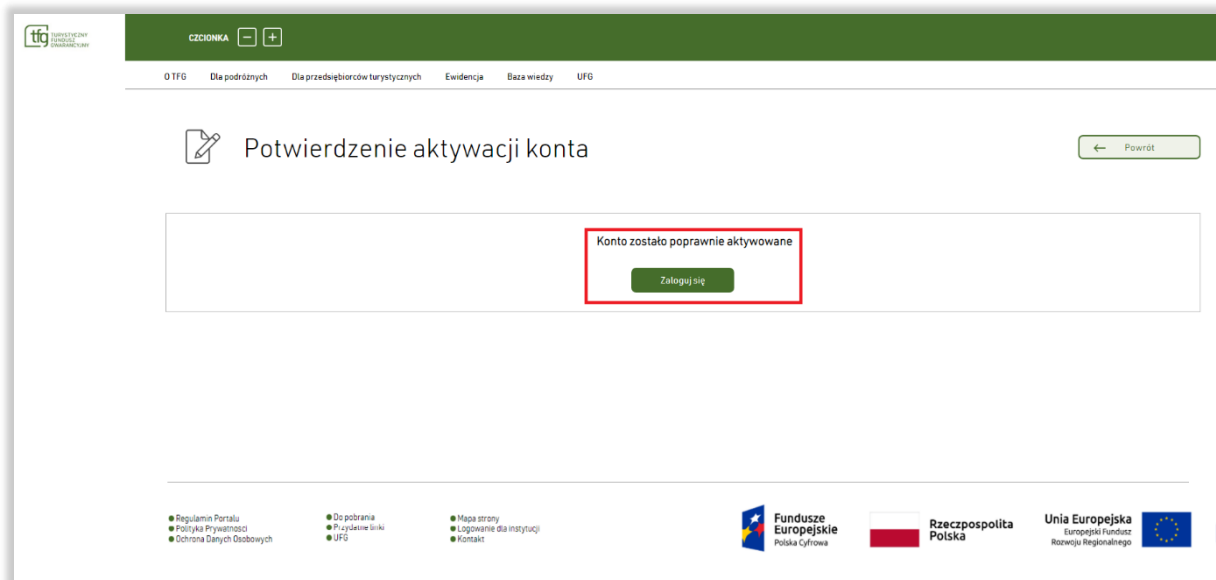 tfg TURYSTYCZNY
FUNDUSZ
GWARANCYJNY
CZCIONKA
O TFG Dla podróżnych Dla przedsiębiorców turystycznych Ewidencja Baza wiedzy UFG
Potwierdzenie aktywacji konta
← Powrót
Konto zostało poprawnie aktywowane
Zaloguj się
Regulamin Portalu
Polityka Prywatności
Ochrona Danych Osobowych
Do pobrania
Przydatne linki
UFG
Mapa strony
Logowanie dla instytucji
Kontakt
Fundusze
Europejskie
Polska Cyfrowa
Rzeczpospolita
Polska
Unia Europejska
Europejski Fundusz
Rozwoju Regionalnego